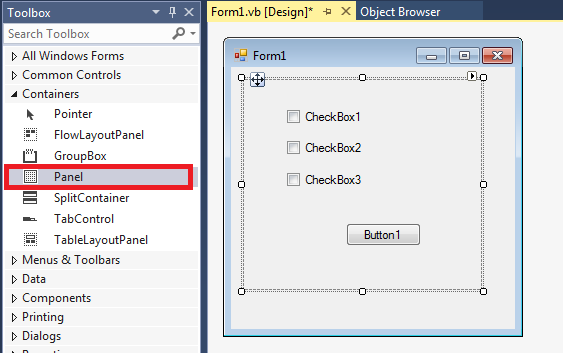 Toolbox
Search Toolbox
All Windows Forms
Common Controls
Containers
Pointer
FlowLayoutPanel
GroupBox
Panel
SplitContainer
TabControl
TableLayoutPanel
Menus & Toolbars
Data
Components
Printing
Dialogs
Form1.vb [Design]*
Object Browser
Form1
CheckBox1
CheckBox2
CheckBox3
Button1